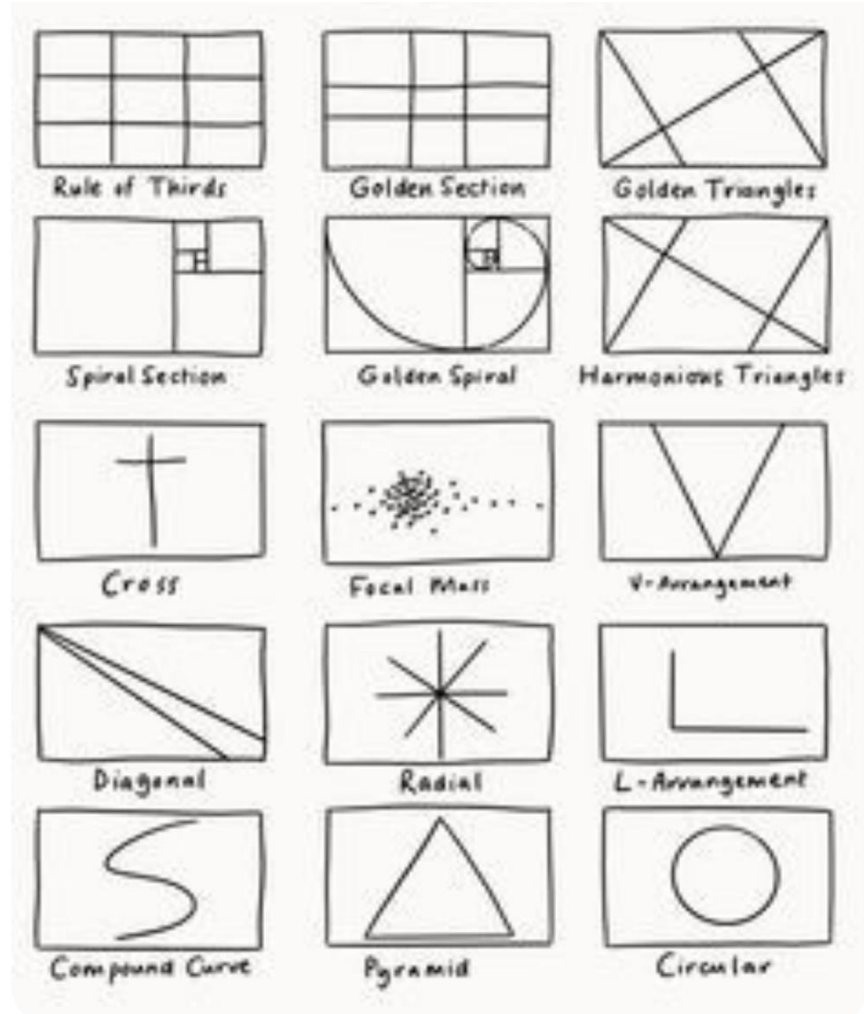 Rule of Thirds
Golden Section
Golden Triangles
Spiral Section
Golden Spiral
Harmonious Triangles
Cross
Focal Mass
V-Arrangement
Diagonal
Radial
L-Arrangement
Compound Curve
Pyramid
Circular